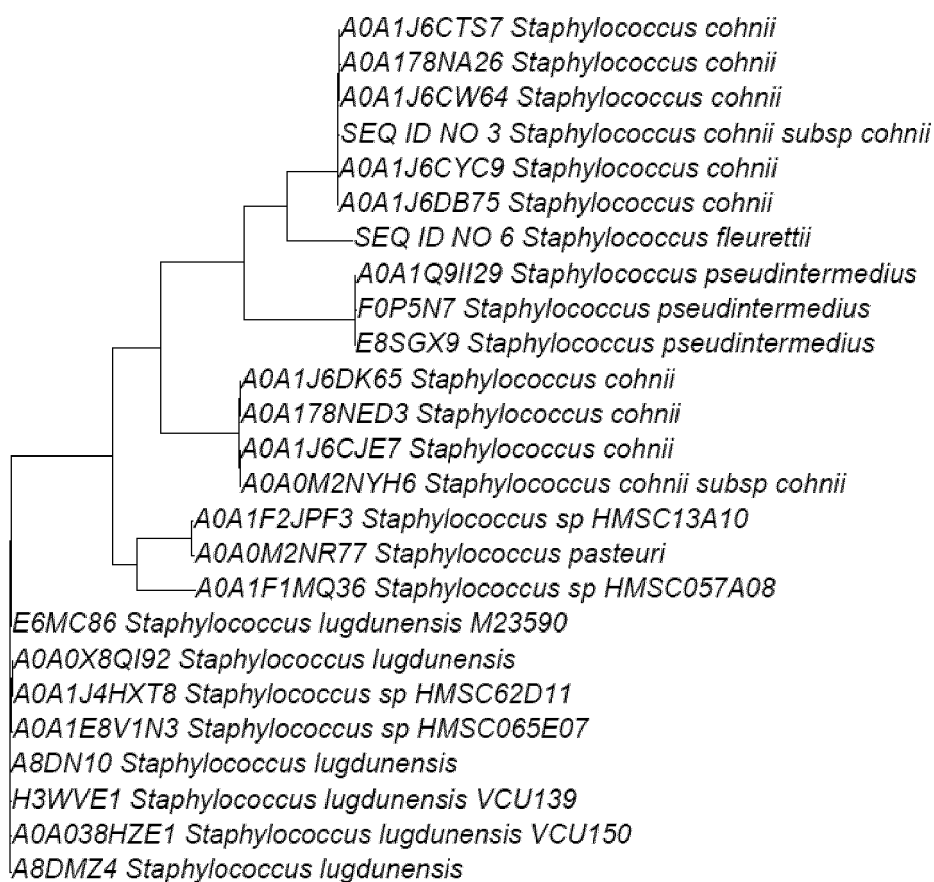 A0A1J6CTS7 Staphylococcus cohnii
A0A178NA26 Staphylococcus cohnii
A0A1J6CW64 Staphylococcus cohnii
SEQ ID NO 3 Staphylococcus cohnii subsp cohnii
A0A1J6CYC9 Staphylococcus cohnii
A0A1J6DB75 Staphylococcus cohnii
SEQ ID NO 6 Staphylococcus fleurettii
A0A1Q9II29 Staphylococcus pseudintermedius
F0P5N7 Staphylococcus pseudintermedius
E8SGX9 Staphylococcus pseudintermedius
A0A1J6DK65 Staphylococcus cohnii
A0A178NED3 Staphylococcus cohnii
A0A1J6CJE7 Staphylococcus cohnii
A0A0M2NYH6 Staphylococcus cohnii subsp cohnii
A0A1F2JPF3 Staphylococcus sp HMSC13A10
A0A0M2NR77 Staphylococcus pasteuri
A0A1F1MQ36 Staphylococcus sp HMSC057A08
E6MC86 Staphylococcus lugdunensis M23590
A0A0X8QI92 Staphylococcus lugdunensis
A0A1J4HXT8 Staphylococcus sp HMSC62D11
A0A1E8V1N3 Staphylococcus sp HMSC065E07
A8DN10 Staphylococcus lugdunensis
H3WVE1 Staphylococcus lugdunensis VCU139
A0A038HZE1 Staphylococcus lugdunensis VCU150
A8DMZ4 Staphylococcus lugdunensis